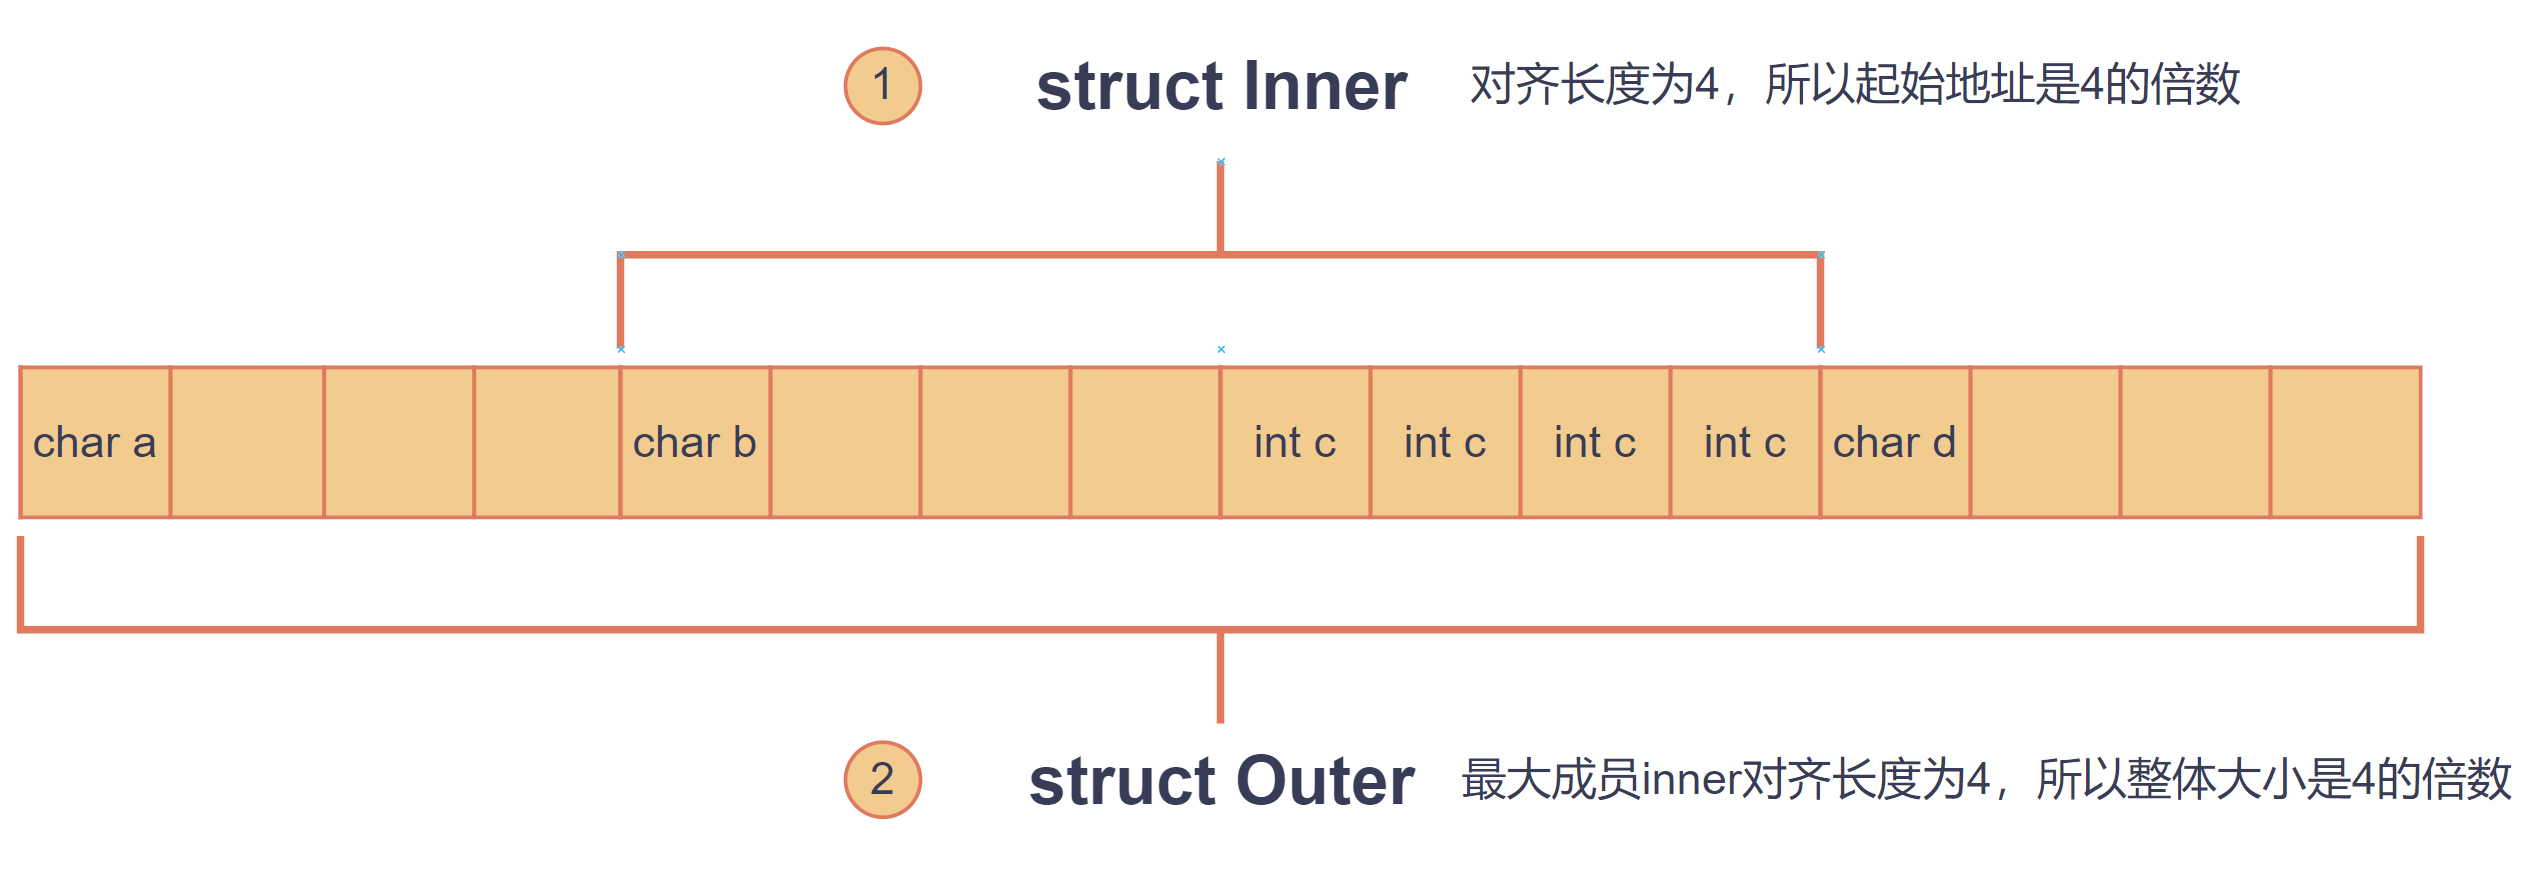 1 struct Inner 对齐长度为4，所以起始地址是4的倍数
char a char b int c int c int c int c char d
2 struct Outer 最大成员inner对齐长度为4，所以整体大小是4的倍数